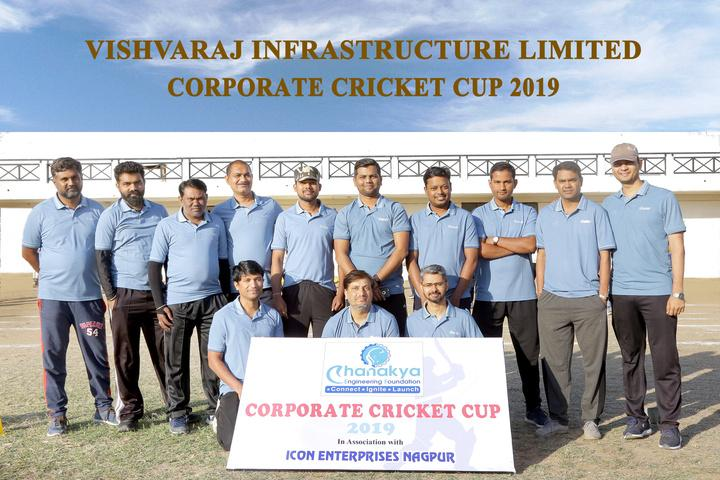 VISHVARAJ INFRASTRUCTURE LIMITED
CORPORATE CRICKET CUP 2019
54
Chanakya
Engineering Foundation
Connect • Ignite • Launch
CORPORATE CRICKET CUP
2019
In Association with
ICON ENTERPRISES NAGPUR